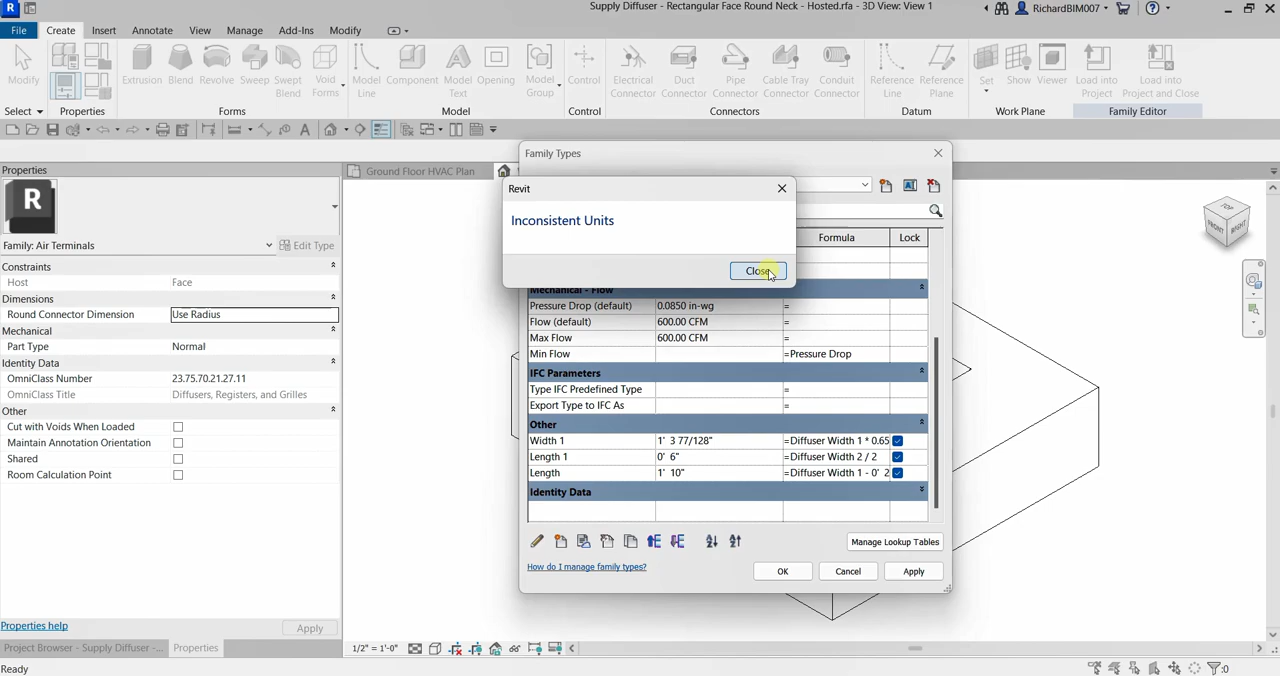 Supply Diffuser - Rectangular Face Round Neck - Hosted.rfa - 3D View: View 1
RichardBIM007
File Create Insert Annotate View Manage Add-Ins Modify
Modify
Extrusion Blend Revolve Sweep Swept Blend Void Forms
Model Line Component Model Text Opening Model Group
Control
Electrical Connector Duct Connector Pipe Connector Cable Tray Connector Conduit Connector
Reference Line Reference Plane
Set Show Viewer
Load into Project Load into Project and Close
Select Properties Forms Model Control Connectors Datum Work Plane Family Editor
Properties
Ground Floor HVAC Plan
R
Family: Air Terminals
Edit Type
Constraints
Host Face
Dimensions
Round Connector Dimension Use Radius
Mechanical
Part Type Normal
Identity Data
OmniClass Number 23.75.70.21.27.11
OmniClass Title Diffusers, Registers, and Grilles
Other
Cut with Voids When Loaded
Maintain Annotation Orientation
Shared
Room Calculation Point
Properties help
Apply
Project Browser - Supply Diffuser -...
Properties
Ready
Family Types
Revit
Inconsistent Units
Close
Formula Lock
Mechanical - Flow
Pressure Drop (default) 0.0850 in-wg =
Flow (default) 600.00 CFM =
Max Flow 600.00 CFM =
Min Flow =Pressure Drop
IFC Parameters
Type IFC Predefined Type =
Export Type to IFC As =
Other
Width 1 1' 3 77/128" =Diffuser Width 1 * 0.65
Length 1 0' 6" =Diffuser Width 2 / 2
Length 1' 10" =Diffuser Width 1 - 0' 2
Identity Data
Manage Lookup Tables
How do I manage family types?
OK Cancel Apply
TOP
FRONT
RIGHT
1/2" = 1'-0"
:0